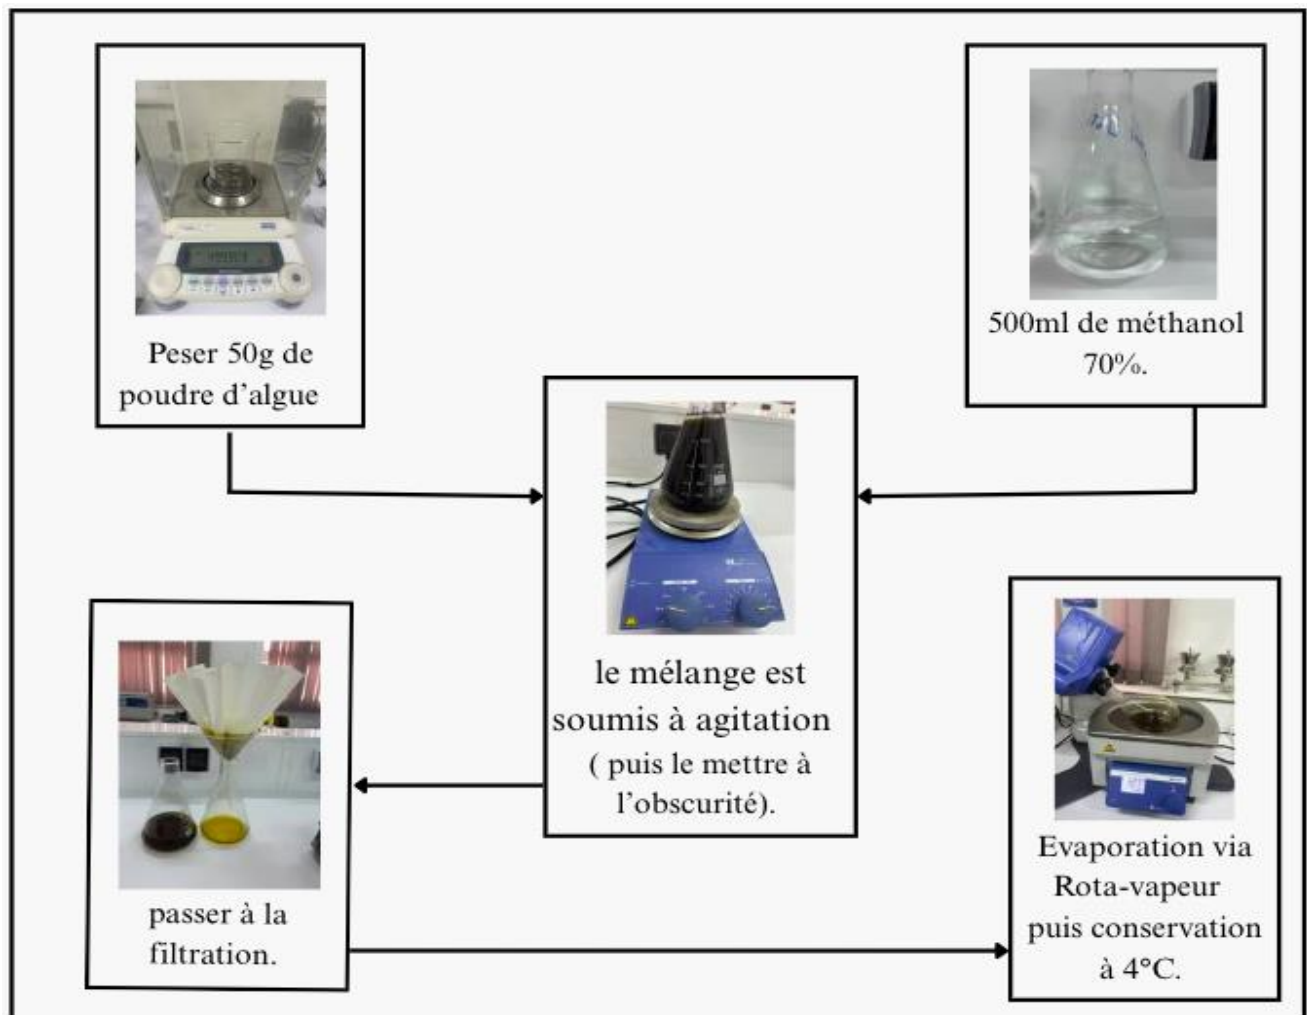 Peser 50g de
poudre d'algue
500ml de méthanol
70%.
le mélange est
soumis à agitation
( puis le mettre à
l'obscurité).
passer à la
filtration.
Evaporation via
Rota-vapeur
puis conservation
à 4°C.